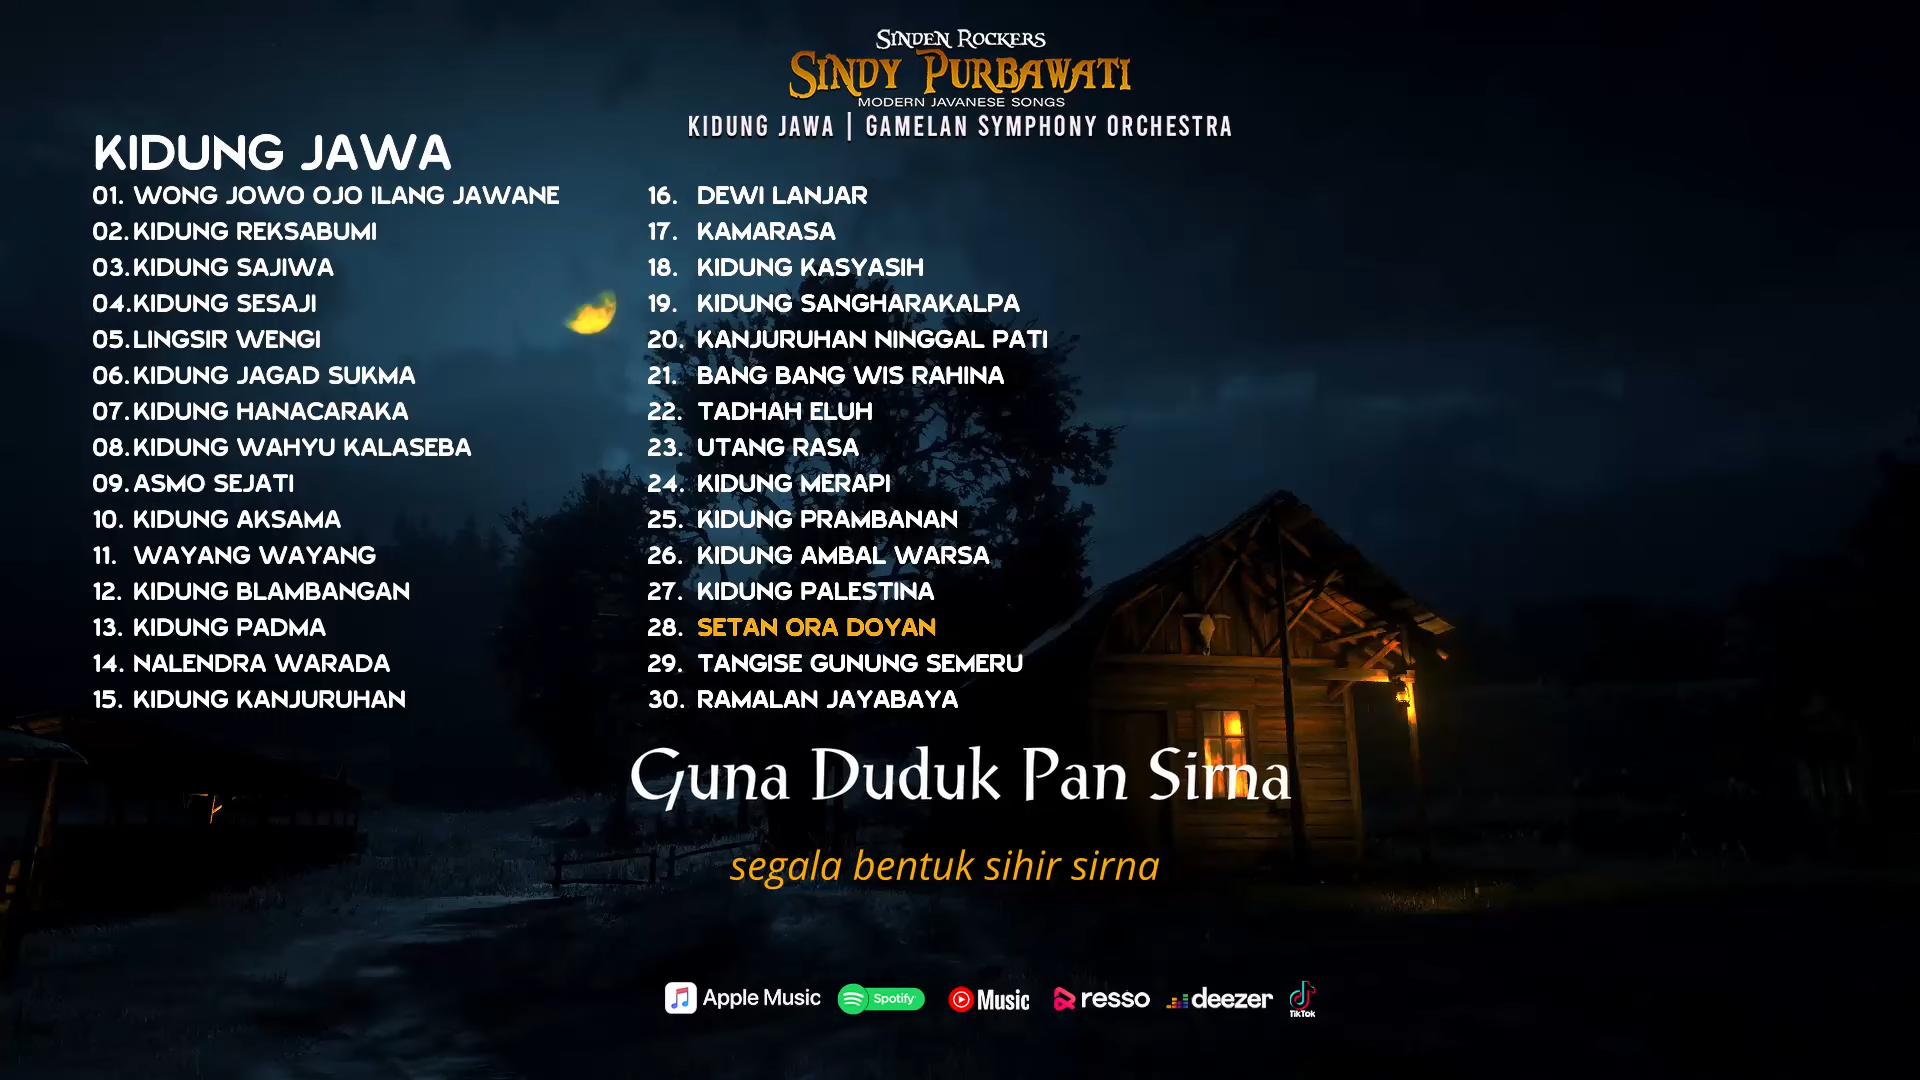 SINDEN ROCKERS
SINDY PURBAWATI
MODERN JAVANESE SONGS
KIDUNG JAWA | GAMELAN SYMPHONY ORCHESTRA
KIDUNG JAWA
01. WONG JOWO OJO ILANG JAWANE
02. KIDUNG REKSABUMI
03. KIDUNG SAJIWA
04. KIDUNG SESAJI
05. LINGSIR WENGI
06. KIDUNG JAGAD SUKMA
07. KIDUNG HANACARAKA
08. KIDUNG WAHYU KALASEBA
09. ASMO SEJATI
10. KIDUNG AKSAMA
11. WAYANG WAYANG
12. KIDUNG BLAMBANGAN
13. KIDUNG PADMA
14. NALENDRA WARADA
15. KIDUNG KANJURUHAN
16. DEWI LANJAR
17. KAMARASA
18. KIDUNG KASYASIH
19. KIDUNG SANGHARAKALPA
20. KANJURUHAN NINGGAL PATI
21. BANG BANG WIS RAHINA
22. TADHAH ELUH
23. UTANG RASA
24. KIDUNG MERAPI
25. KIDUNG PRAMBANAN
26. KIDUNG AMBAL WARSA
27. KIDUNG PALESTINA
28. SETAN ORA DOYAN
29. TANGISE GUNUNG SEMERU
30. RAMALAN JAYABAYA
Guna Duduk Pan Sirna
segala bentuk sihir sirna
Apple Music Spotify Music resso deezer TikTok